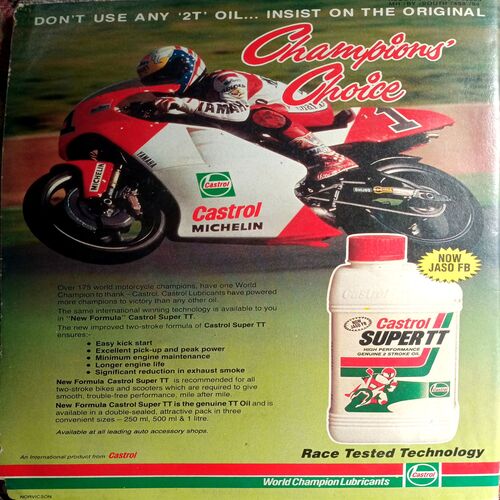 DON'T USE ANY '2T' OIL... INSIST ON THE ORIGINAL
Champions'
Choice
YAMAHA
1
MICHELIN
YAMAHA
Castrol
Castrol
MICHELIN
NOW
JASO FB
Over 175 world motorcycle champions, have one World
Champion to thank – Castrol. Castrol Lubricants have powered
more champions to victory than any other oil.
The same international winning technology is available to you
in "New Formula" Castrol Super TT.
The new improved two-stroke formula of Castrol Super TT
ensures:-
• Easy kick start
• Excellent pick-up and peak power
• Minimum engine maintenance
• Longer engine life
• Significant reduction in exhaust smoke
New Formula Castrol Super TT is recommended for all
two-stroke bikes and scooters which are required to give
smooth, trouble-free performance, mile after mile.
New Formula Castrol Super TT is the genuine TT Oil and is
available in a double-sealed, attractive pack in three
convenient sizes – 250 ml, 500 ml & 1 litre.
Available at all leading auto accessory shops.
Castrol
NOW
JASO FB
Castrol
SUPER TT
HIGH PERFORMANCE
GENUINE 2 STROKE OIL
Castrol
An International product from Castrol
Race Tested Technology
World Champion Lubricants
Castrol
NORVICSON